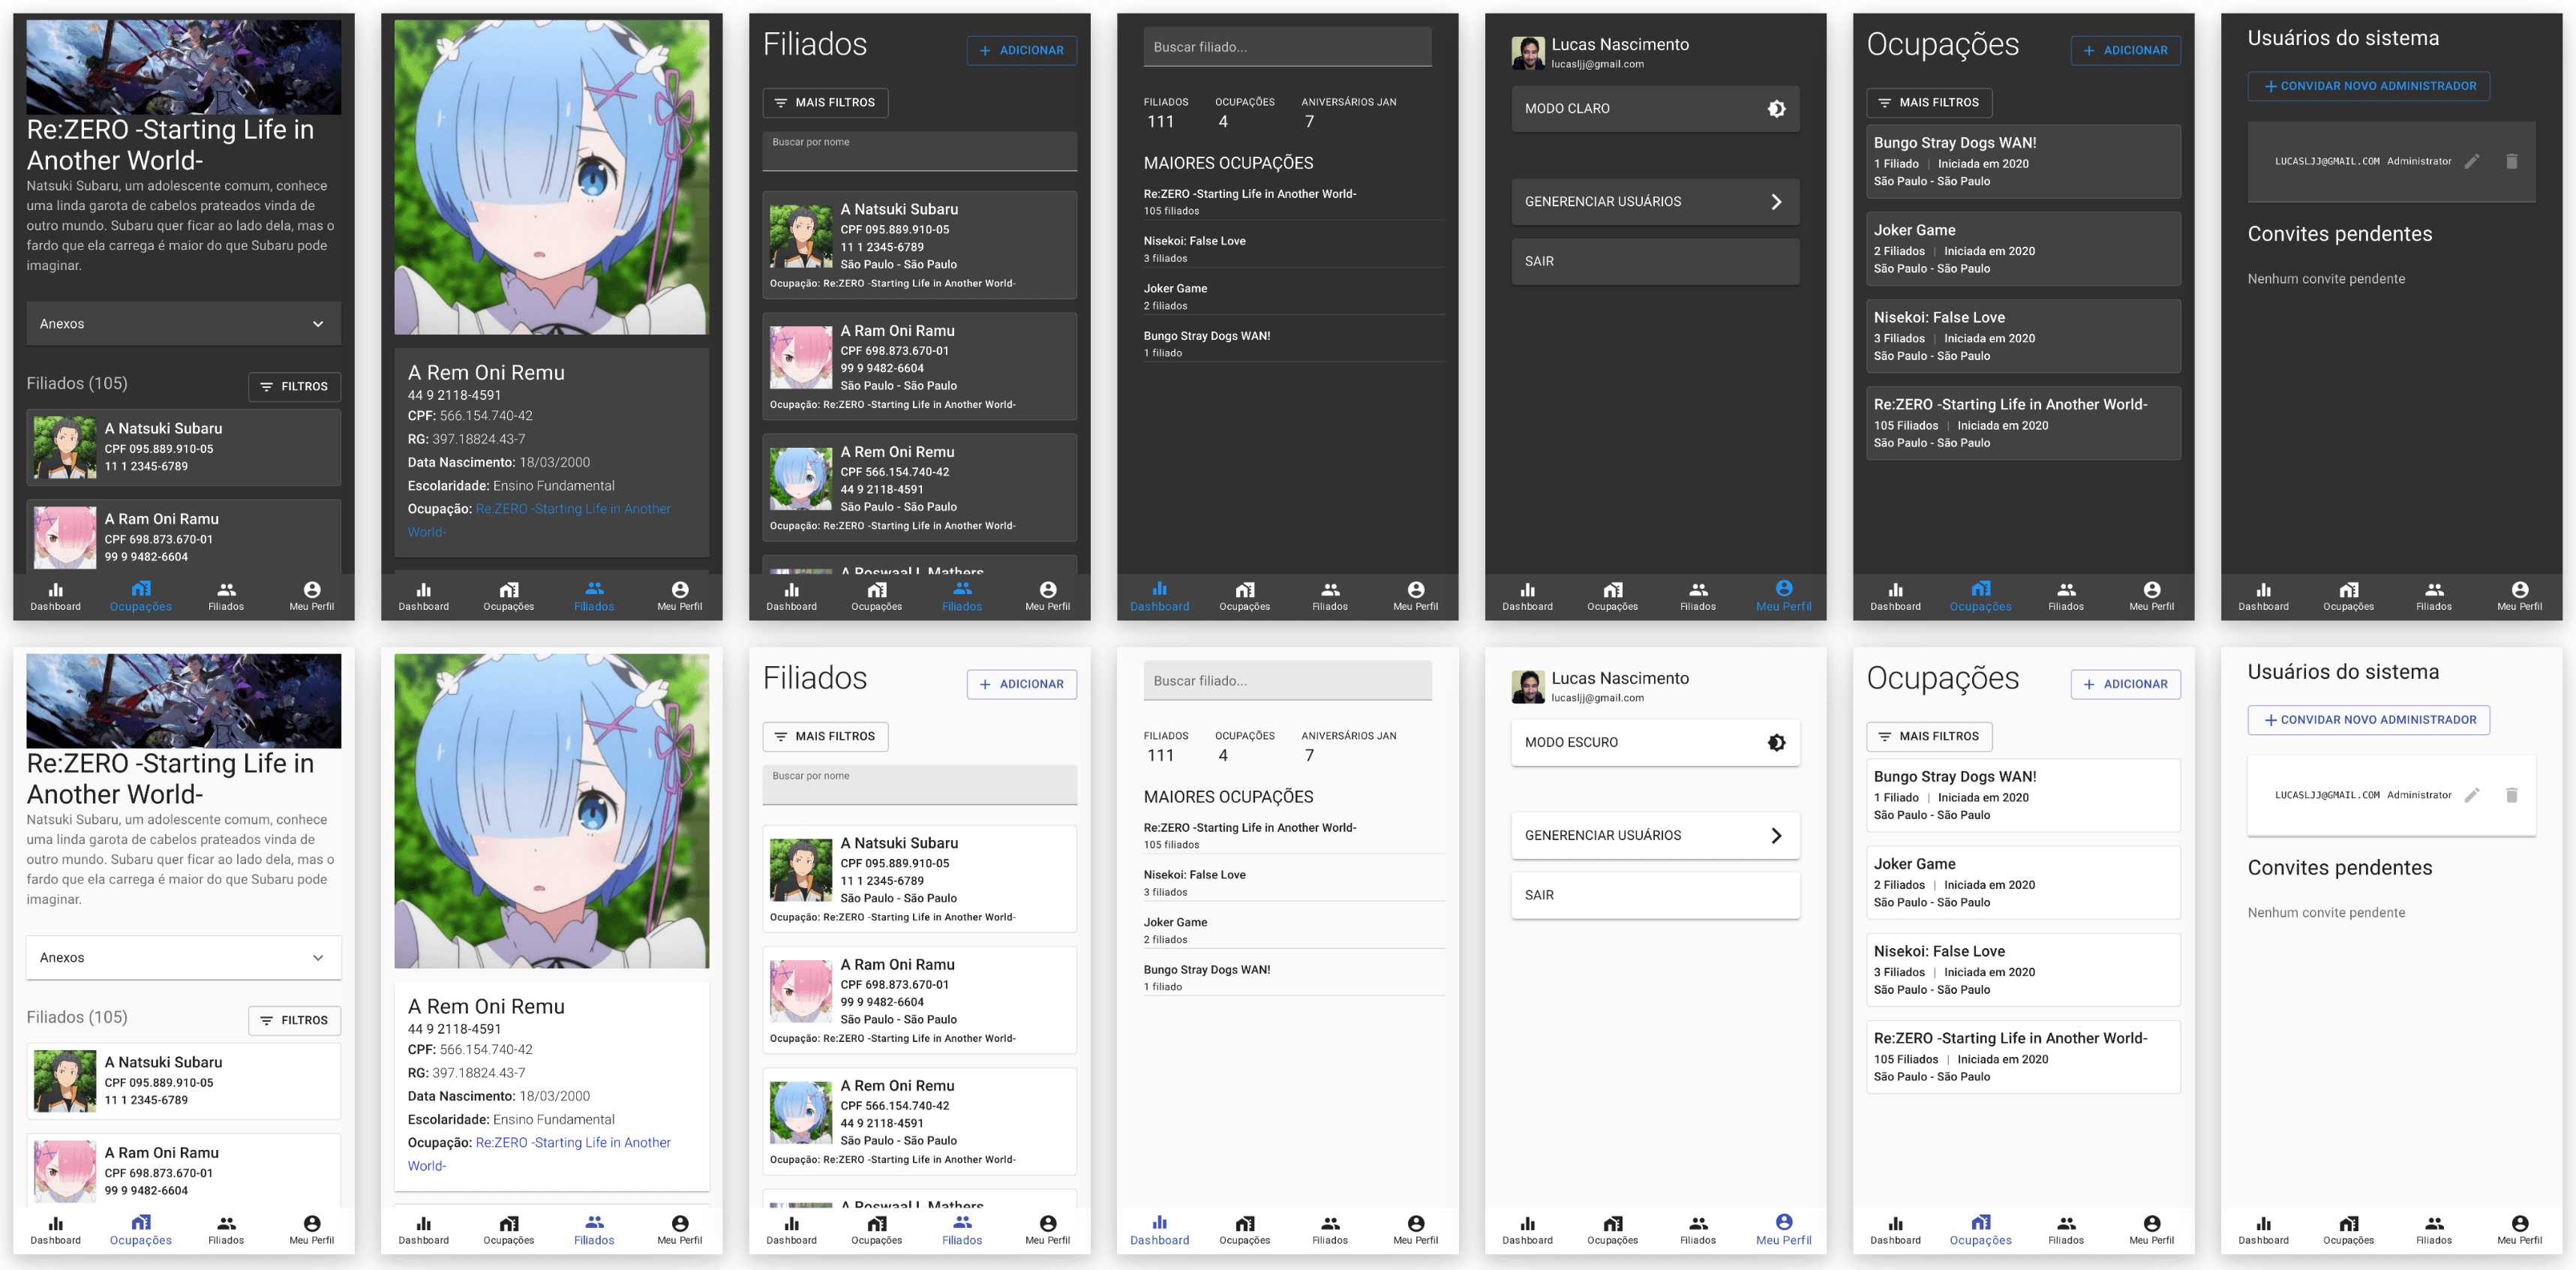 Re:ZERO -Starting Life in
Another World-
Natsuki Subaru, um adolescente comum, conhece
uma linda garota de cabelos prateados vinda de
outro mundo. Subaru quer ficar ao lado dela, mas o
fardo que ela carrega é maior do que Subaru pode
imaginar.
Anexos
Filiados (105)
FILTROS
A Natsuki Subaru
CPF 095.889.910-05
11 1 2345-6789
A Ram Oni Ramu
CPF 698.873.670-01
99 9 9482-6604
Dashboard Ocupações Filiados Meu Perfil
A Rem Oni Remu
44 9 2118-4591
CPF: 566.154.740-42
RG: 397.18824.43-7
Data Nascimento: 18/03/2000
Escolaridade: Ensino Fundamental
Ocupação: Re:ZERO -Starting Life in Another
World-
Dashboard Ocupações Filiados Meu Perfil
Filiados
+ ADICIONAR
MAIS FILTROS
Buscar por nome
A Natsuki Subaru
CPF 095.889.910-05
11 1 2345-6789
São Paulo - São Paulo
Ocupação: Re:ZERO -Starting Life in Another World-
A Ram Oni Ramu
CPF 698.873.670-01
99 9 9482-6604
São Paulo - São Paulo
Ocupação: Re:ZERO -Starting Life in Another World-
A Rem Oni Remu
CPF 566.154.740-42
44 9 2118-4591
São Paulo - São Paulo
Ocupação: Re:ZERO -Starting Life in Another World-
A Roswaal L Mathers
Dashboard Ocupações Filiados Meu Perfil
Buscar filiado...
FILIADOS OCUPAÇÕES ANIVERSÁRIOS JAN
111 4 7
MAIORES OCUPAÇÕES
Re:ZERO -Starting Life in Another World-
105 filiados
Nisekoi: False Love
3 filiados
Joker Game
2 filiados
Bungo Stray Dogs WAN!
1 filiado
Dashboard Ocupações Filiados Meu Perfil
Lucas Nascimento
lucasljj@gmail.com
MODO CLARO
GENERENCIAR USUÁRIOS
SAIR
Dashboard Ocupações Filiados Meu Perfil
Ocupações
+ ADICIONAR
MAIS FILTROS
Bungo Stray Dogs WAN!
1 Filiado | Iniciada em 2020
São Paulo - São Paulo
Joker Game
2 Filiados | Iniciada em 2020
São Paulo - São Paulo
Nisekoi: False Love
3 Filiados | Iniciada em 2020
São Paulo - São Paulo
Re:ZERO -Starting Life in Another World-
105 Filiados | Iniciada em 2020
São Paulo - São Paulo
Dashboard Ocupações Filiados Meu Perfil
Usuários do sistema
+ CONVIDAR NOVO ADMINISTRADOR
LUCASLJJ@GMAIL.COM Administrator
Convites pendentes
Nenhum convite pendente
Dashboard Ocupações Filiados Meu Perfil
Re:ZERO -Starting Life in
Another World-
Natsuki Subaru, um adolescente comum, conhece
uma linda garota de cabelos prateados vinda de
outro mundo. Subaru quer ficar ao lado dela, mas o
fardo que ela carrega é maior do que Subaru pode
imaginar.
Anexos
Filiados (105)
FILTROS
A Natsuki Subaru
CPF 095.889.910-05
11 1 2345-6789
A Ram Oni Ramu
CPF 698.873.670-01
99 9 9482-6604
Dashboard Ocupações Filiados Meu Perfil
A Rem Oni Remu
44 9 2118-4591
CPF: 566.154.740-42
RG: 397.18824.43-7
Data Nascimento: 18/03/2000
Escolaridade: Ensino Fundamental
Ocupação: Re:ZERO -Starting Life in Another
World-
Dashboard Ocupações Filiados Meu Perfil
Filiados
+ ADICIONAR
MAIS FILTROS
Buscar por nome
A Natsuki Subaru
CPF 095.889.910-05
11 1 2345-6789
São Paulo - São Paulo
Ocupação: Re:ZERO -Starting Life in Another World-
A Ram Oni Ramu
CPF 698.873.670-01
99 9 9482-6604
São Paulo - São Paulo
Ocupação: Re:ZERO -Starting Life in Another World-
A Rem Oni Remu
CPF 566.154.740-42
44 9 2118-4591
São Paulo - São Paulo
Ocupação: Re:ZERO -Starting Life in Another World-
A Roswaal L Mathers
Dashboard Ocupações Filiados Meu Perfil
Buscar filiado...
FILIADOS OCUPAÇÕES ANIVERSÁRIOS JAN
111 4 7
MAIORES OCUPAÇÕES
Re:ZERO -Starting Life in Another World-
105 filiados
Nisekoi: False Love
3 filiados
Joker Game
2 filiados
Bungo Stray Dogs WAN!
1 filiado
Dashboard Ocupações Filiados Meu Perfil
Lucas Nascimento
lucasljj@gmail.com
MODO ESCURO
GENERENCIAR USUÁRIOS
SAIR
Dashboard Ocupações Filiados Meu Perfil
Ocupações
+ ADICIONAR
MAIS FILTROS
Bungo Stray Dogs WAN!
1 Filiado | Iniciada em 2020
São Paulo - São Paulo
Joker Game
2 Filiados | Iniciada em 2020
São Paulo - São Paulo
Nisekoi: False Love
3 Filiados | Iniciada em 2020
São Paulo - São Paulo
Re:ZERO -Starting Life in Another World-
105 Filiados | Iniciada em 2020
São Paulo - São Paulo
Dashboard Ocupações Filiados Meu Perfil
Usuários do sistema
+ CONVIDAR NOVO ADMINISTRADOR
LUCASLJJ@GMAIL.COM Administrator
Convites pendentes
Nenhum convite pendente
Dashboard Ocupações Filiados Meu Perfil